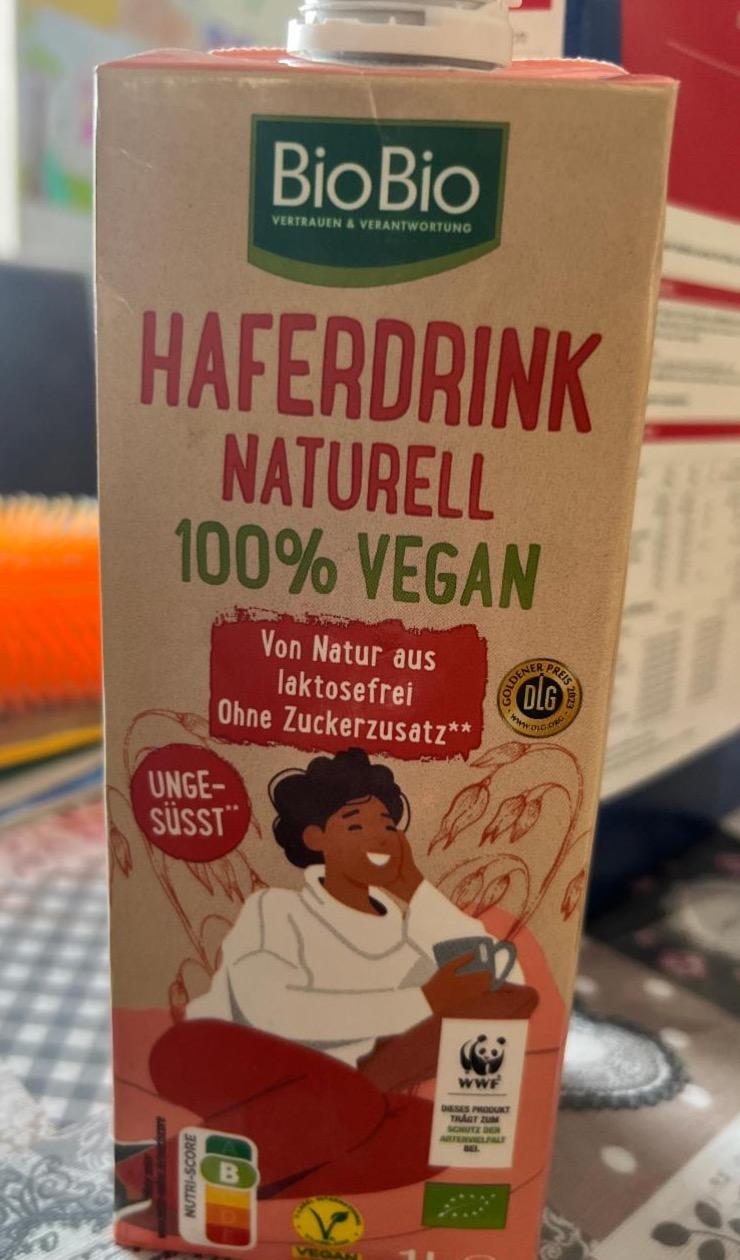 BioBio
VERTRAUEN & VERANTWORTUNG
HAFERDRINK
NATURELL
100% VEGAN
Von Natur aus
laktosefrei
Ohne Zuckerzusatz**
GOLDENER PREIS 2023
DLG
WWW.DLG.ORG
UNGE-
SÜSST**
WWF
DIESES PRODUKT
TRÄGT ZUM
SCHUTZ DER
ARTENVIELFALT
BEI.
NUTRI-SCORE
B
VEGAN
1L